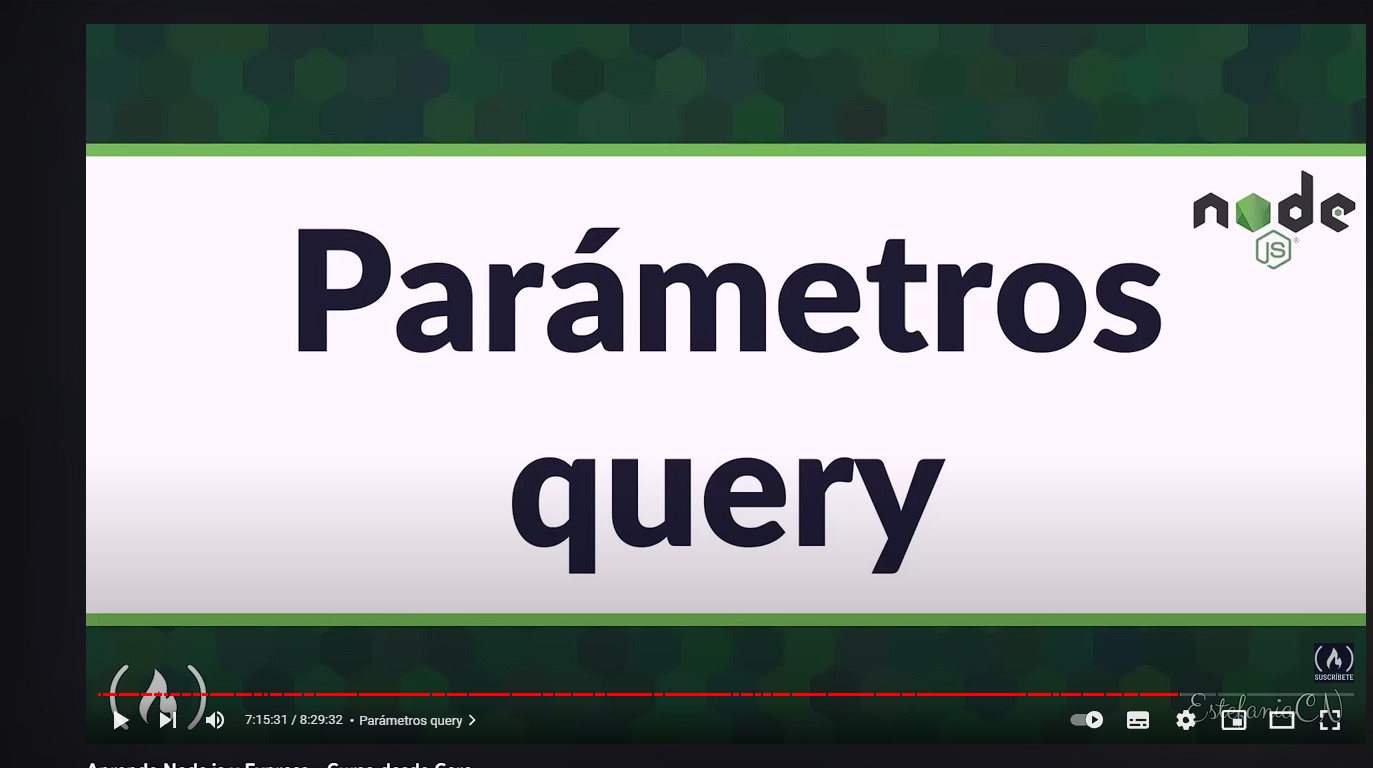 node
JS
Parámetros
query
SUSCRÍBETE
EstefaniaCN
7:15:31 / 8:29:32 • Parámetros query
Aprende Node.js y Express - Curso desde Cero